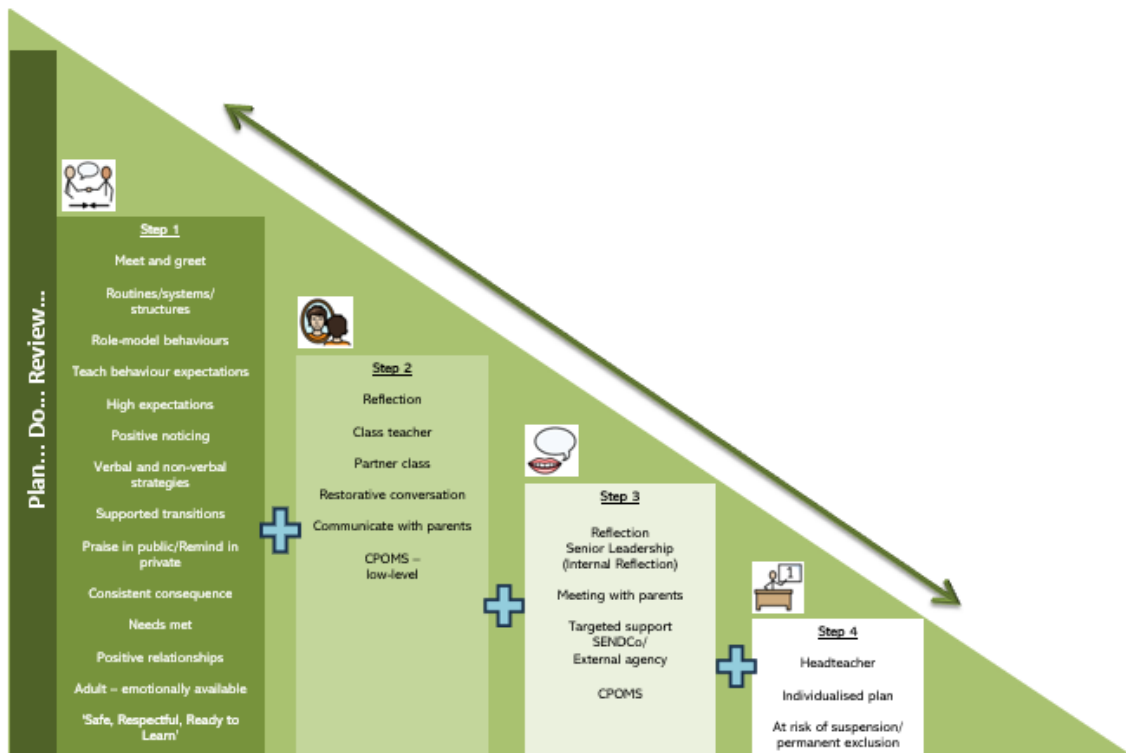 Plan... Do... Review...
Step 1
Meet and greet
Routines/systems/
structures
Role-model behaviours
Teach behaviour expectations
High expectations
Positive noticing
Verbal and non-verbal
strategies
Supported transitions
Praise in public/Remind in
private
Consistent consequence
Needs met
Positive relationships
Adult – emotionally available
‘Safe, Respectful, Ready to
Learn’
Step 2
Reflection
Class teacher
Partner class
Restorative conversation
Communicate with parents
CPOMS –
low-level
Step 3
Reflection
Senior Leadership
(Internal Reflection)
Meeting with parents
Targeted support
SENDCo/
External agency
CPOMS
1
Step 4
Headteacher
Individualised plan
At risk of suspension/
permanent exclusion